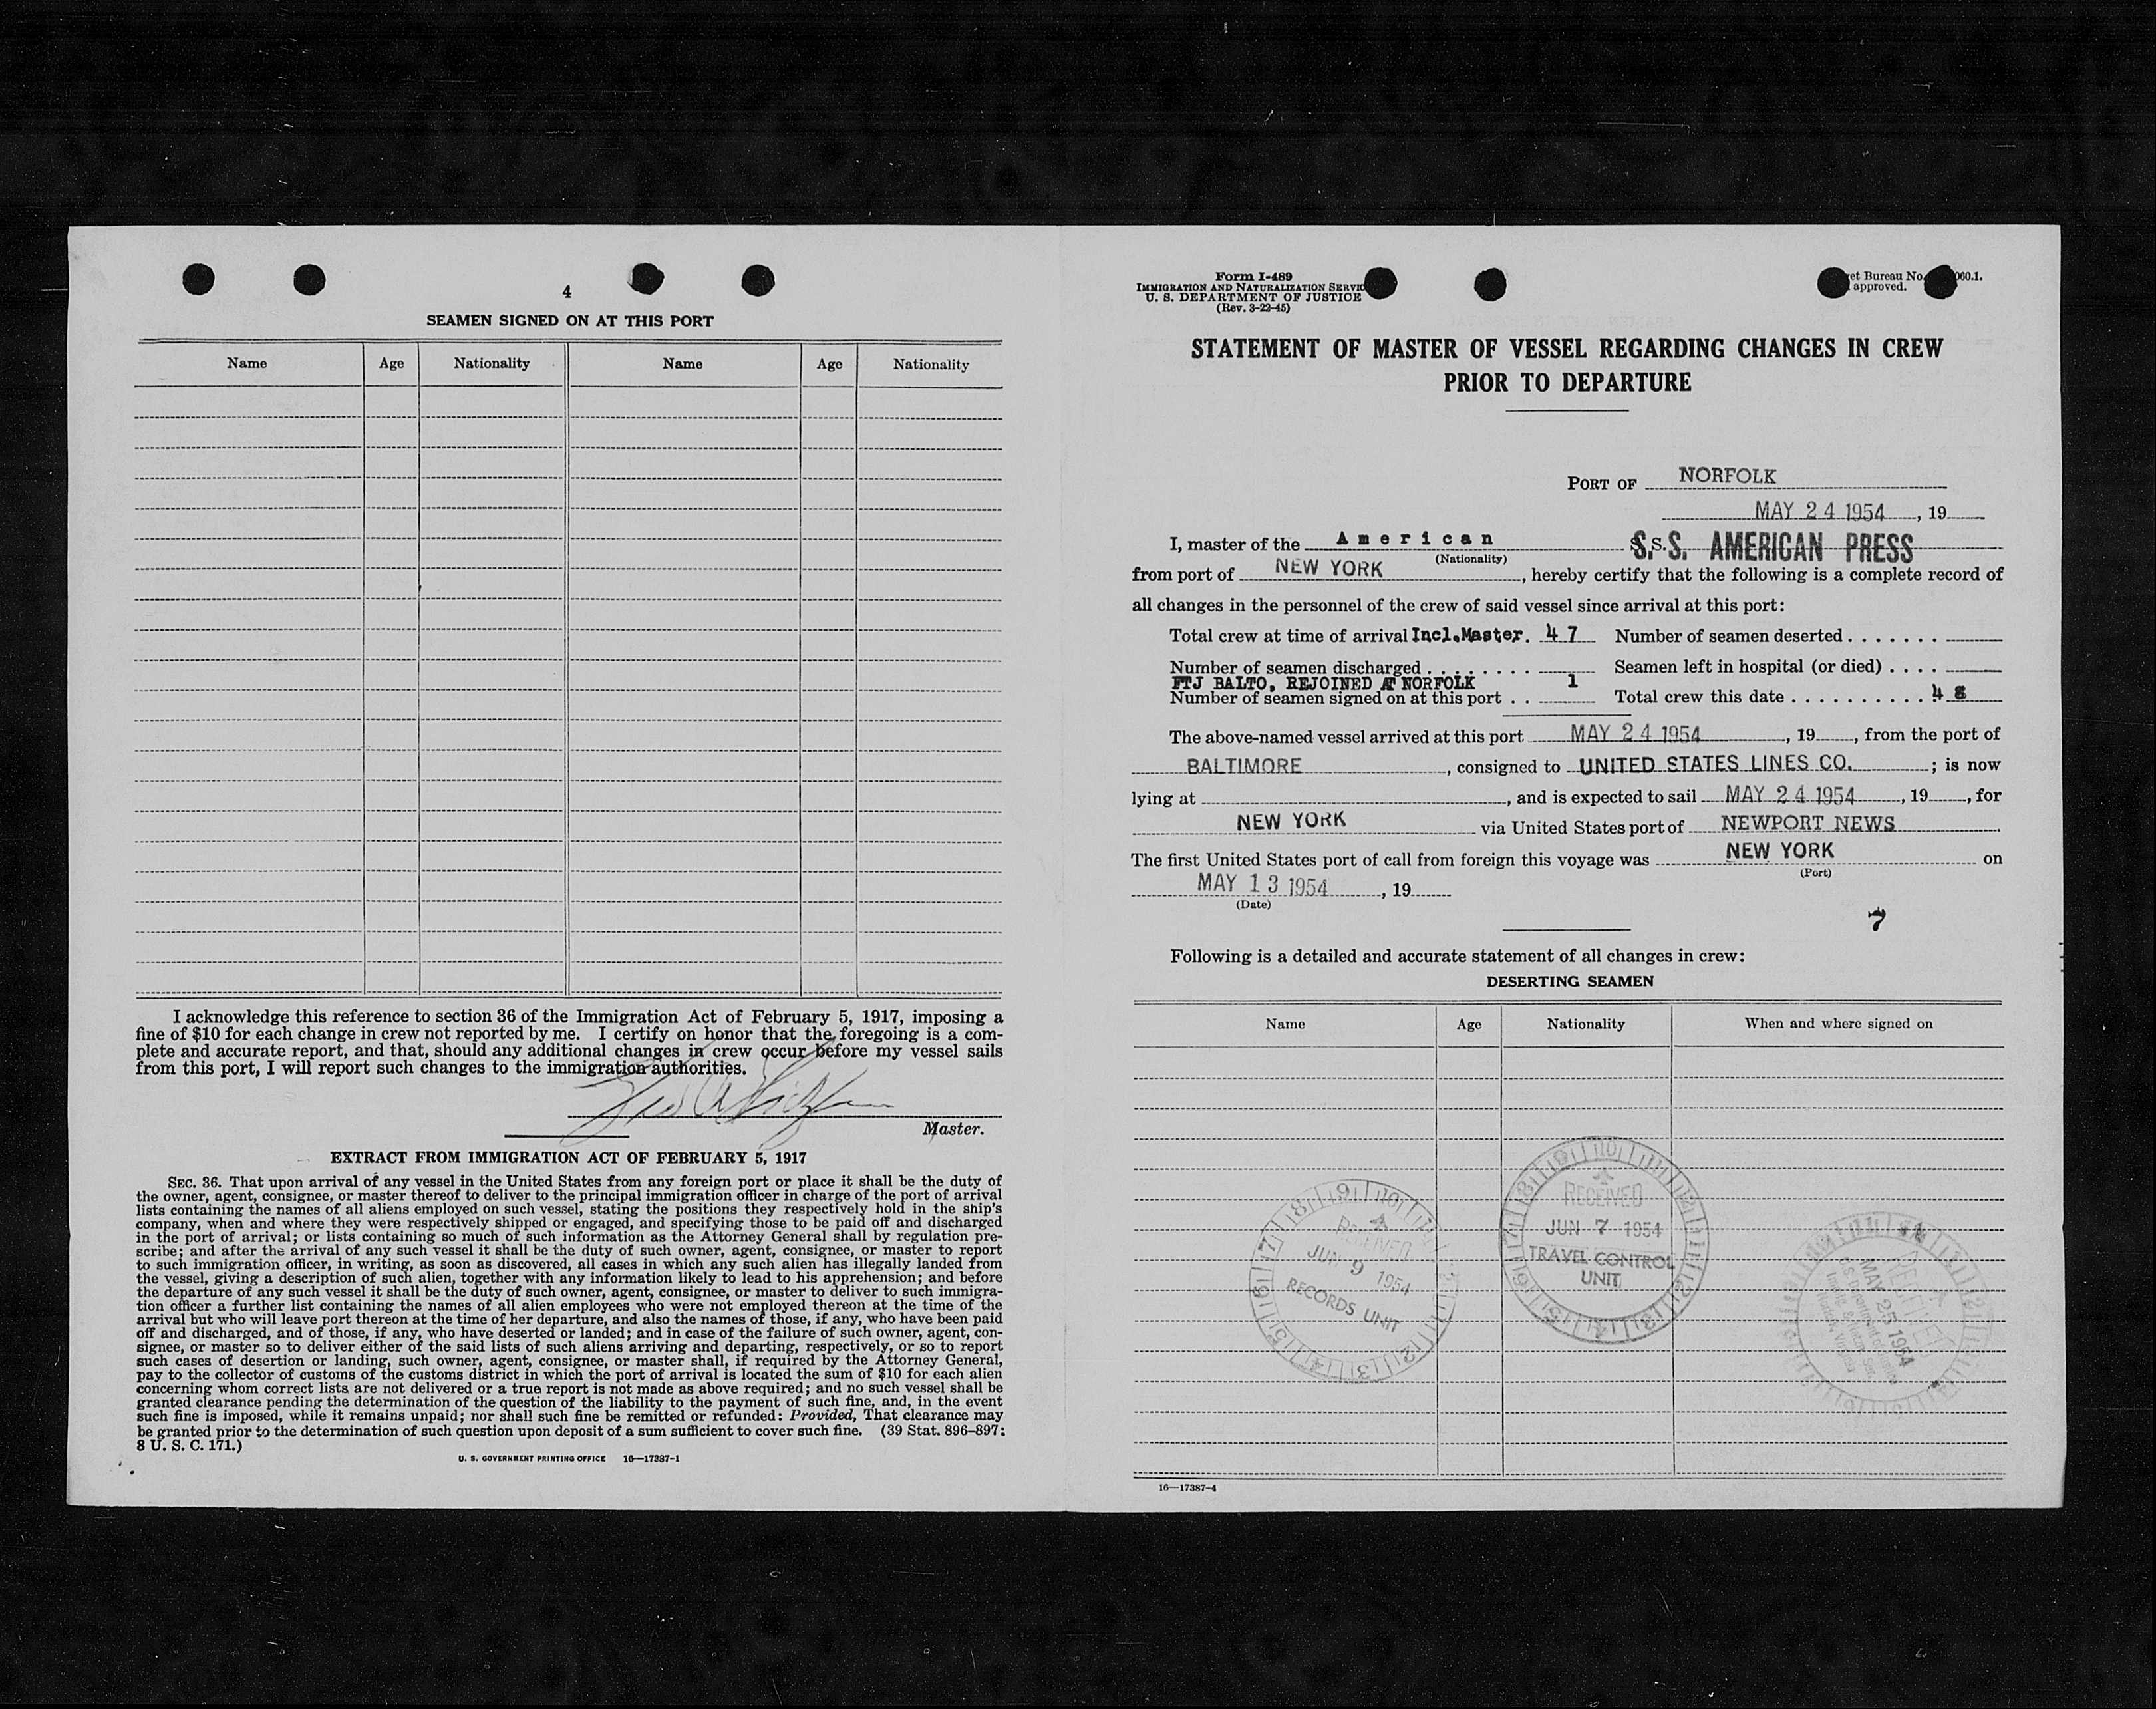 4
SEAMEN SIGNED ON AT THIS PORT
Name Age Nationality Name Age Nationality
I acknowledge this reference to section 36 of the Immigration Act of February 5, 1917, imposing a
fine of $10 for each change in crew not reported by me. I certify on honor that the foregoing is a com-
plete and accurate report, and that, should any additional changes in crew occur before my vessel sails
from this port, I will report such changes to the immigration authorities.
Master.
EXTRACT FROM IMMIGRATION ACT OF FEBRUARY 5, 1917
SEC. 36. That upon arrival of any vessel in the United States from any foreign port or place it shall be the duty of
the owner, agent, consignee, or master thereof to deliver to the principal immigration officer in charge of the port of arrival
lists containing the names of all aliens employed on such vessel, stating the positions they respectively hold in the ship's
company, when and where they were respectively shipped or engaged, and specifying those to be paid off and discharged
in the port of arrival; or lists containing so much of such information as the Attorney General shall by regulation pre-
scribe; and after the arrival of any such vessel it shall be the duty of such owner, agent, consignee, or master to report
to such immigration officer, in writing, as soon as discovered, all cases in which any such alien has illegally landed from
the vessel, giving a description of such alien, together with any information likely to lead to his apprehension; and before
the departure of any such vessel it shall be the duty of such owner, agent, consignee, or master to deliver to such immigra-
tion officer a further list containing the names of all alien employees who were not employed thereon at the time of the
arrival but who will leave port thereon at the time of her departure, and also the names of those, if any, who have been paid
off and discharged, and of those, if any, who have deserted or landed; and in case of the failure of such owner, agent, con-
signee, or master so to deliver either of the said lists of such aliens arriving and departing, respectively, or so to report
such cases of desertion or landing, such owner, agent, consignee, or master shall, if required by the Attorney General,
pay to the collector of customs of the customs district in which the port of arrival is located the sum of $10 for each alien
concerning whom correct lists are not delivered or a true report is not made as above required; and no such vessel shall be
granted clearance pending the determination of the question of the liability to the payment of such fine, and, in the event
such fine is imposed, while it remains unpaid; nor shall such fine be remitted or refunded: Provided, That clearance may
be granted prior to the determination of such question upon deposit of a sum sufficient to cover such fine. (39 Stat. 896–897;
8 U. S. C. 171.)
U. S. GOVERNMENT PRINTING OFFICE 16—17387-1
Form I-489
IMMIGRATION AND NATURALIZATION SERVIC
U. S. DEPARTMENT OF JUSTICE
(Rev. 3-22-45)
et Bureau No. 060.1.
approved.
STATEMENT OF MASTER OF VESSEL REGARDING CHANGES IN CREW
PRIOR TO DEPARTURE
PORT OF NORFOLK
MAY 24 1954, 19
I, master of the American S.S. S.S. AMERICAN PRESS
(Nationality)
from port of NEW YORK, hereby certify that the following is a complete record of
all changes in the personnel of the crew of said vessel since arrival at this port:
Total crew at time of arrival Incl.Master. 47 Number of seamen deserted
Number of seamen discharged Seamen left in hospital (or died)
FTJ BALTO, REJOINED AT NORFOLK 1
Number of seamen signed on at this port Total crew this date 48
The above-named vessel arrived at this port MAY 24 1954, 19, from the port of
BALTIMORE, consigned to UNITED STATES LINES CO.; is now
lying at , and is expected to sail MAY 24 1954, 19, for
NEW YORK via United States port of NEWPORT NEWS
The first United States port of call from foreign this voyage was NEW YORK on
(Port)
MAY 13 1954, 19
(Date)
7
Following is a detailed and accurate statement of all changes in crew:
DESERTING SEAMEN
Name Age Nationality When and where signed on
RECEIVED
JUN 9 1954
RECORDS UNIT
RECEIVED
JUN 7 1954
TRAVEL CONTROL
UNIT
RECEIVED
MAY 25 1954
16—17387-4